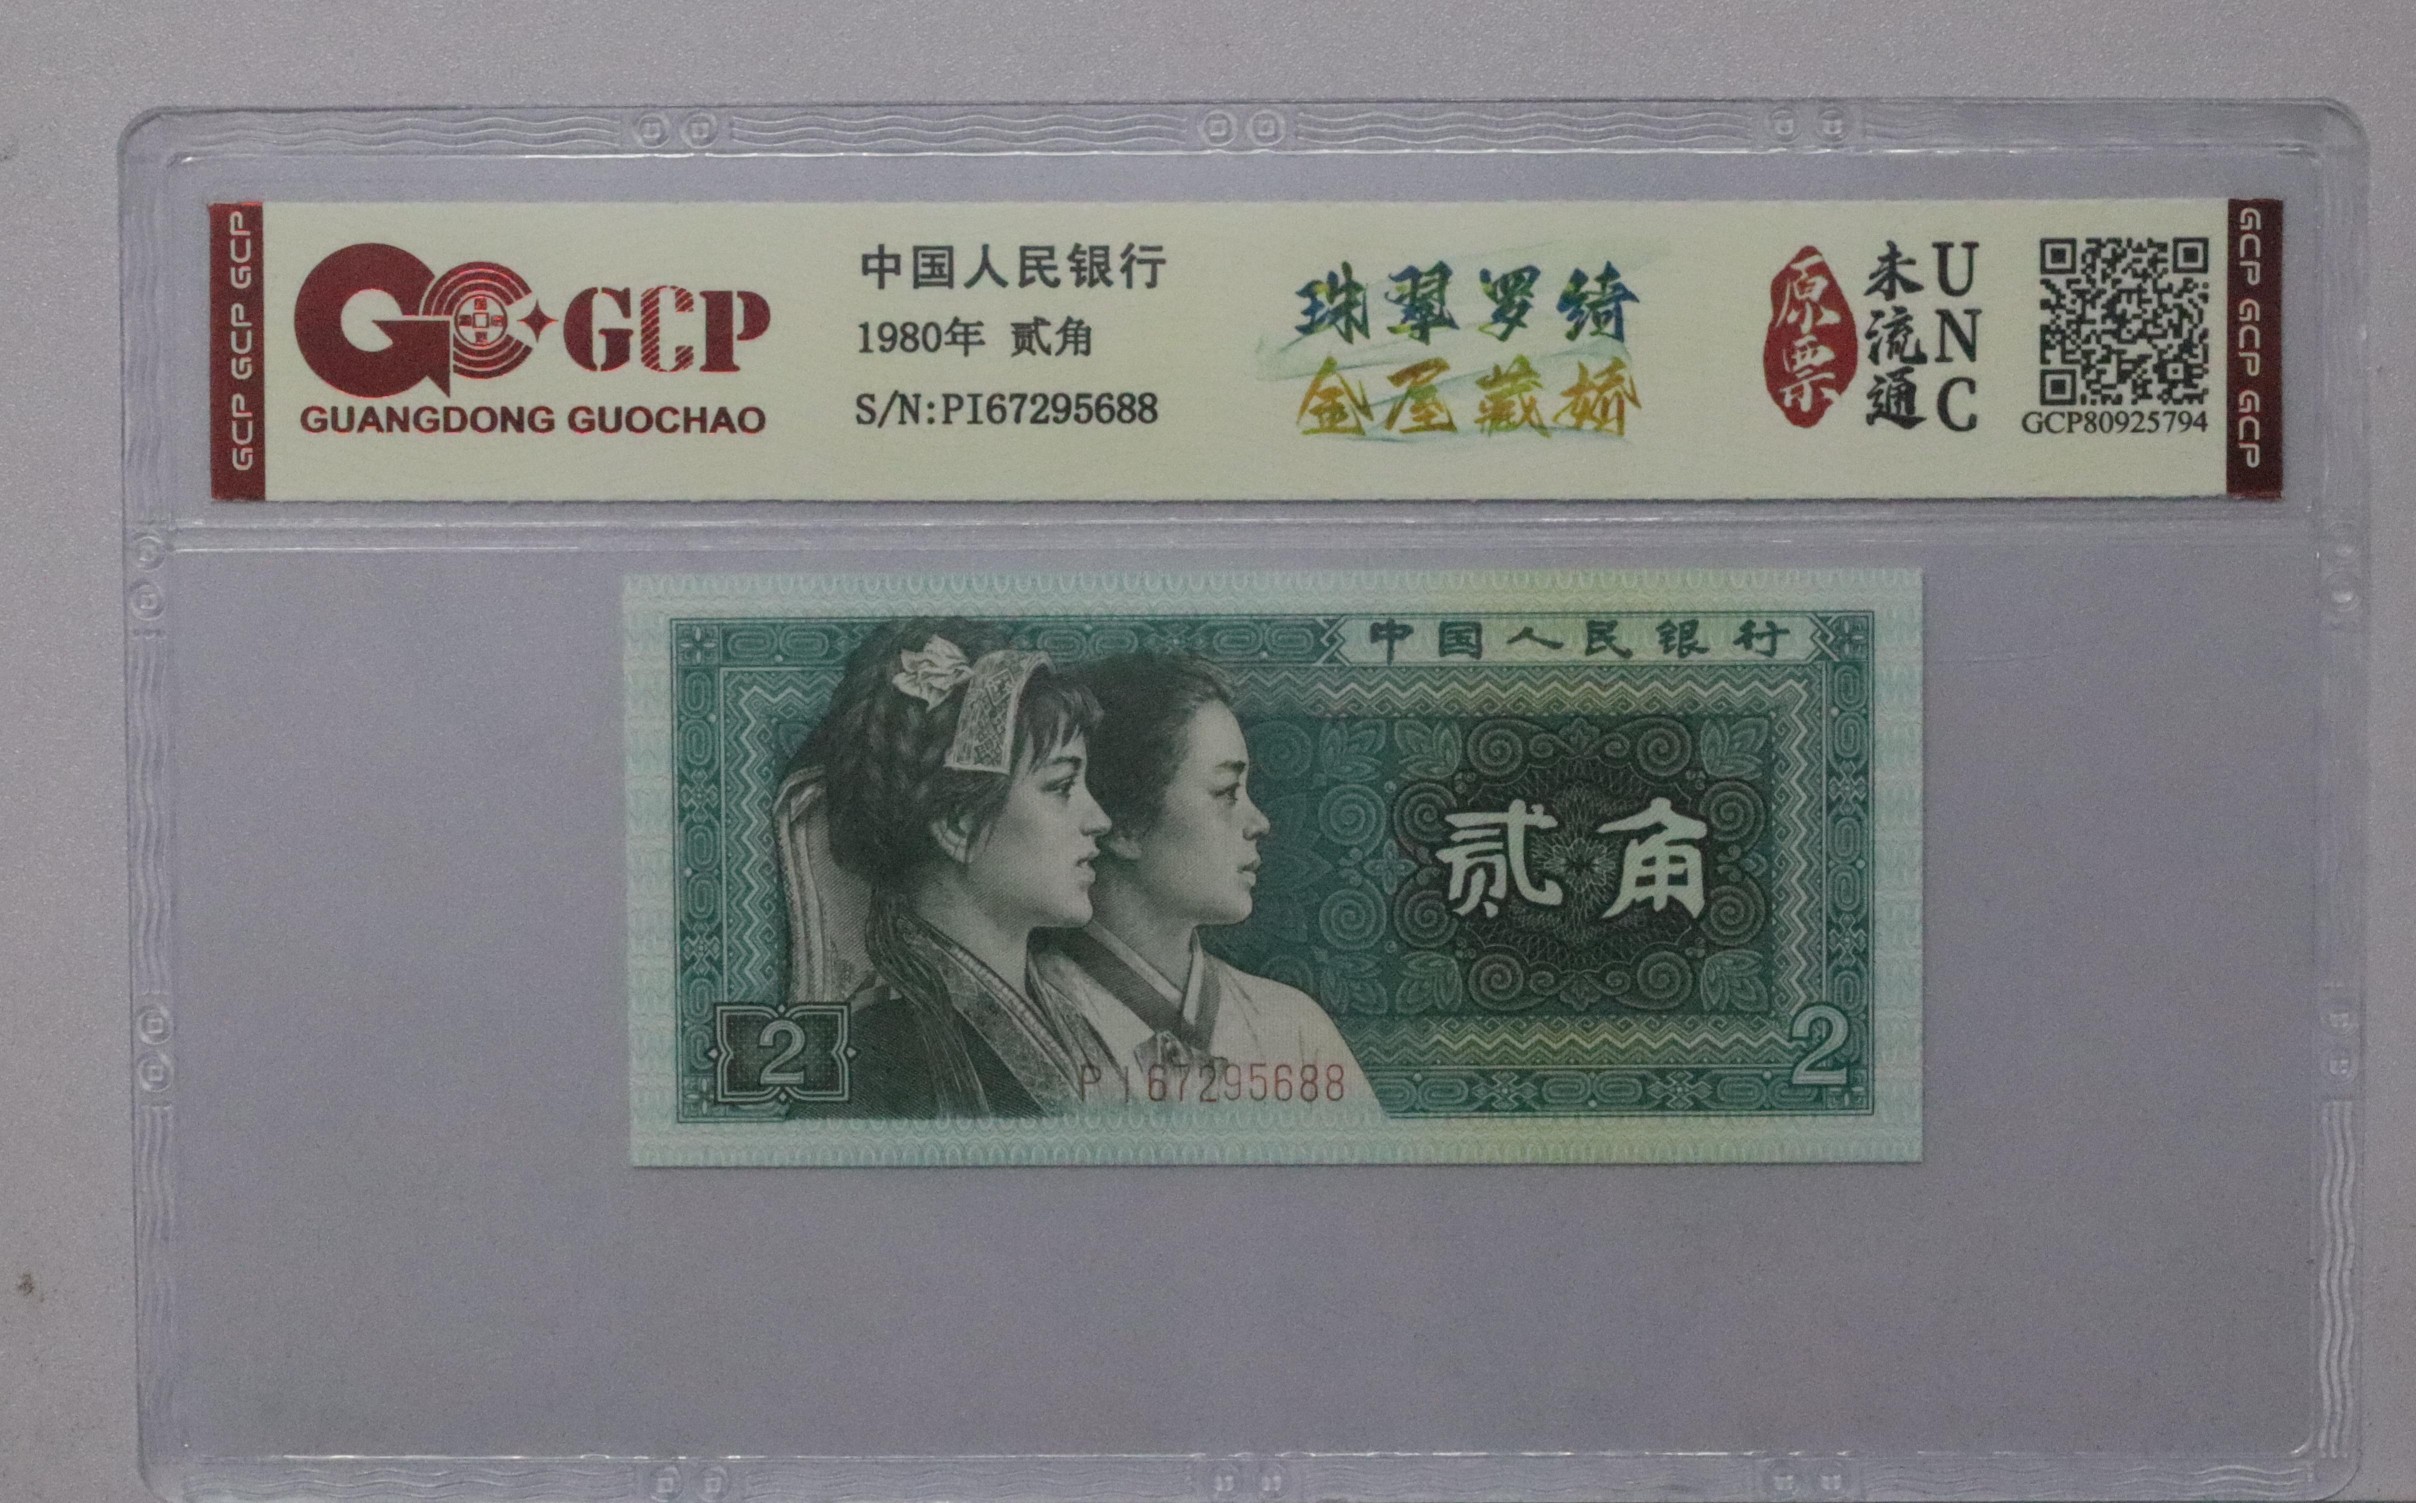 GCP GCP GCP
GCP
GUANGDONG GUOCHAO
中国人民银行
1980年 贰角
S/N:PI67295688
珠翠罗绮
金屋藏娇
原票
未流通
UNC
GCP80925794
GCP GCP GCP
中国人民银行
贰角
2
PI67295688
2